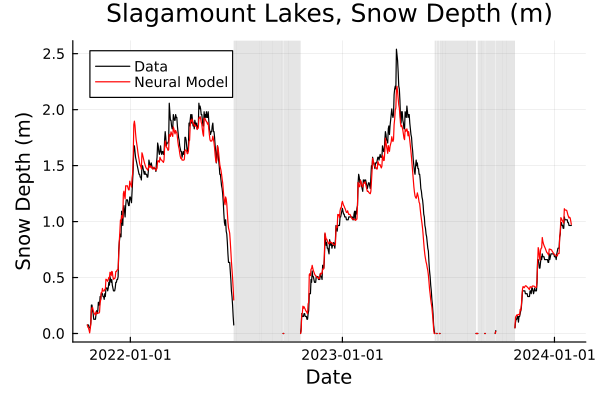 Slagamount Lakes, Snow Depth (m)
Data
Neural Model
Snow Depth (m)
2.5
2.0
1.5
1.0
0.5
0.0
2022-01-01
2023-01-01
2024-01-01
Date